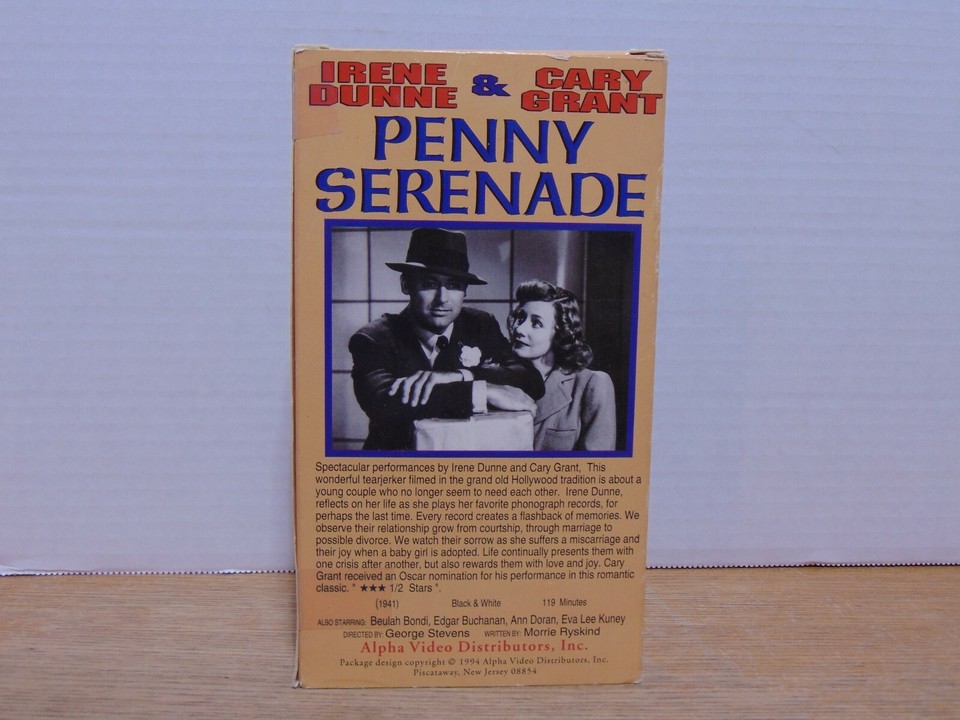 IRENE DUNNE & CARY GRANT
PENNY
SERENADE
Spectacular performances by Irene Dunne and Cary Grant, This
wonderful tearjerker filmed in the grand old Hollywood tradition is about a
young couple who no longer seem to need each other. Irene Dunne,
reflects on her life as she plays her favorite phonograph records, for
perhaps the last time. Every record creates a flashback of memories. We
observe their relationship grow from courtship, through marriage to
possible divorce. We watch their sorrow as she suffers a miscarriage and
their joy when a baby girl is adopted. Life continually presents them with
one crisis after another, but also rewards them with love and joy. Cary
Grant received an Oscar nomination for his performance in this romantic
classic. " ★★★ 1/2 Stars ".
(1941) Black & White 119 Minutes
ALSO STARRING: Beulah Bondi, Edgar Buchanan, Ann Doran, Eva Lee Kuney
DIRECTED BY: George Stevens WRITTEN BY: Morrie Ryskind
Alpha Video Distributors, Inc.
Package design copyright © 1994 Alpha Video Distributors, Inc.
Piscataway, New Jersey 08854